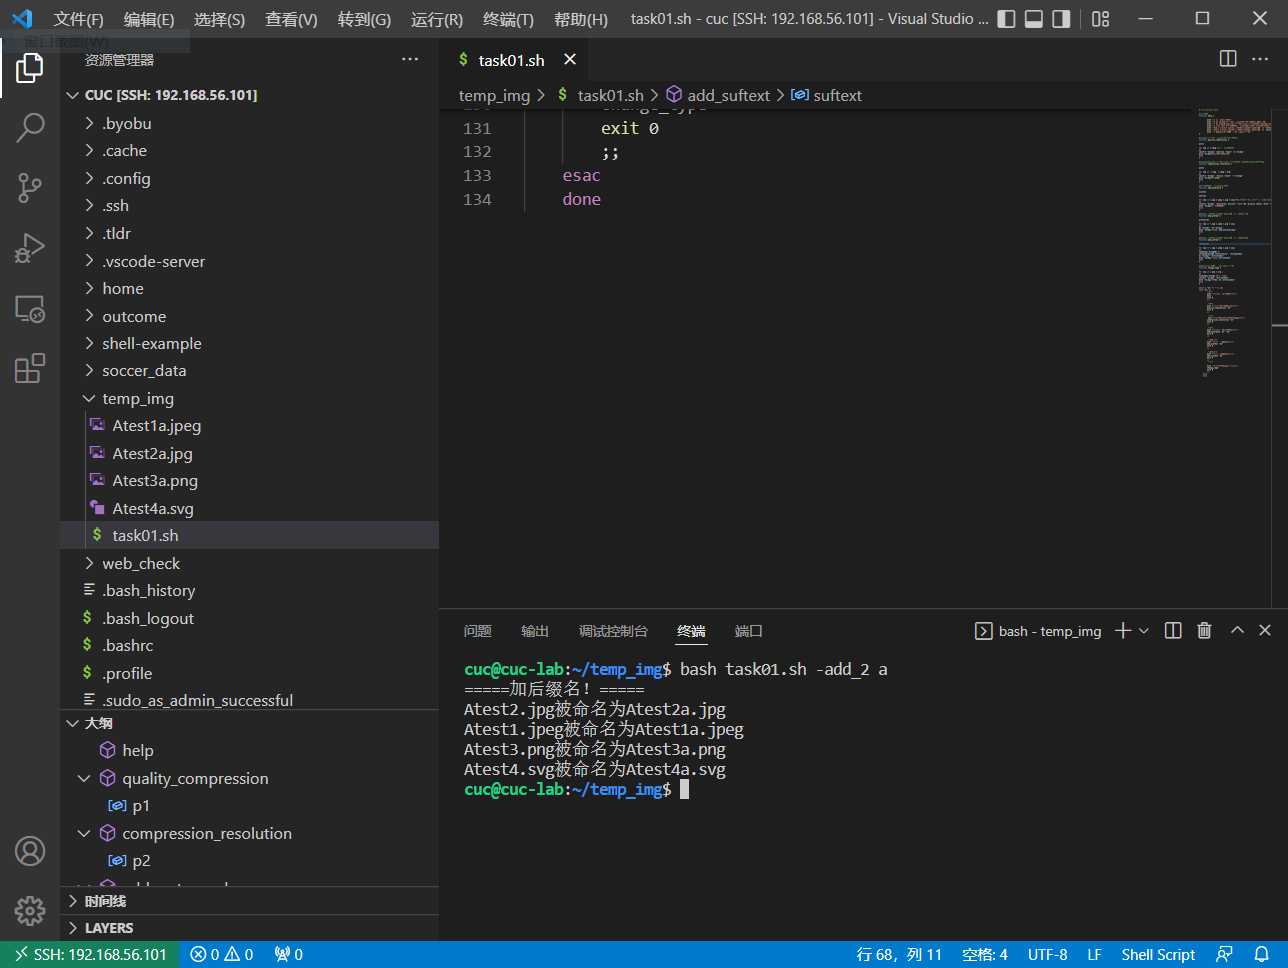 文件(F) 编辑(E) 选择(S) 查看(V) 转到(G) 运行(R) 终端(T) 帮助(H) task01.sh - cuc [SSH: 192.168.56.101] - Visual Studio ...
窗口截图(W)
资源管理器
CUC [SSH: 192.168.56.101]
.byobu
.cache
.config
.ssh
.tldr
.vscode-server
home
outcome
shell-example
soccer_data
temp_img
Atest1a.jpeg
Atest2a.jpg
Atest3a.png
Atest4a.svg
task01.sh
web_check
.bash_history
.bash_logout
.bashrc
.profile
.sudo_as_admin_successful
大纲
help
quality_compression
p1
compression_resolution
p2
时间线
LAYERS
task01.sh
temp_img > $ task01.sh > add_suftext > suftext
131 exit 0
132 ;;
133 esac
134 done
问题 输出 调试控制台 终端 端口
bash - temp_img
cuc@cuc-lab:~/temp_img$ bash task01.sh -add_2 a
=====加后缀名！=====
Atest2.jpg被命名为Atest2a.jpg
Atest1.jpeg被命名为Atest1a.jpeg
Atest3.png被命名为Atest3a.png
Atest4.svg被命名为Atest4a.svg
cuc@cuc-lab:~/temp_img$
SSH: 192.168.56.101 0 0 0 行 68，列 11 空格: 4 UTF-8 LF Shell Script